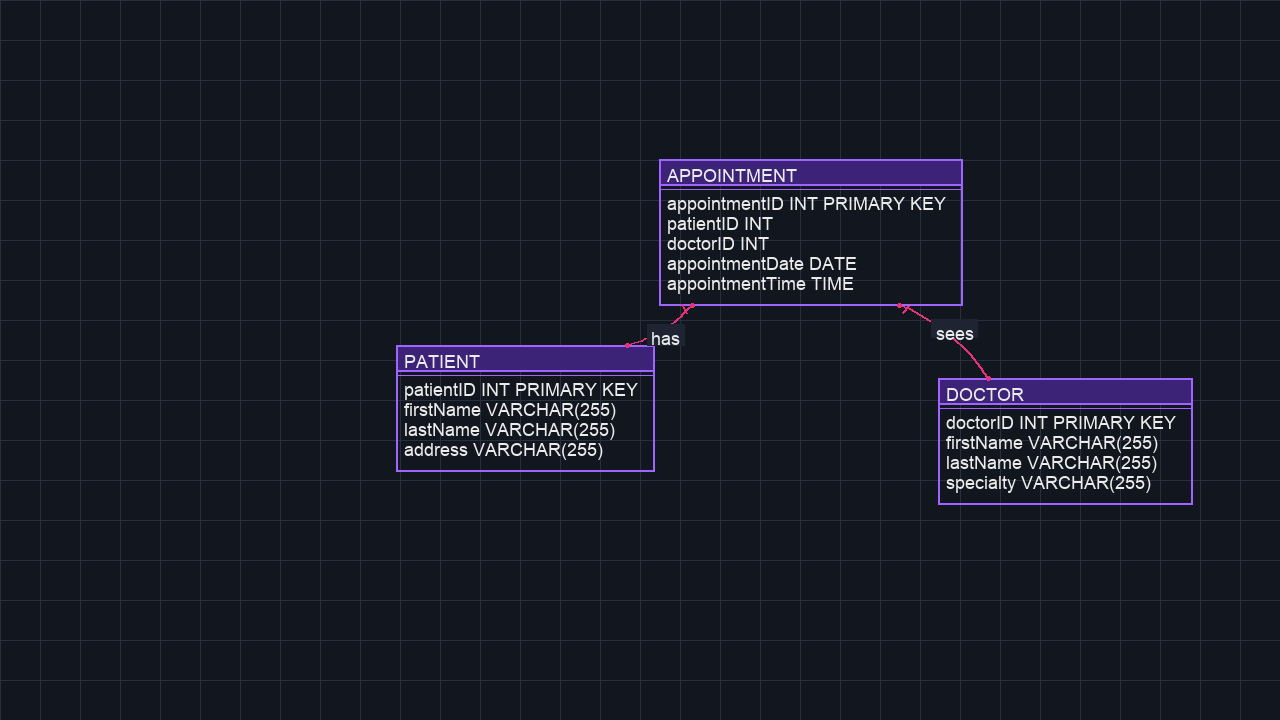 APPOINTMENT
appointmentID INT PRIMARY KEY
patientID INT
doctorID INT
appointmentDate DATE
appointmentTime TIME
has
sees
PATIENT
patientID INT PRIMARY KEY
firstName VARCHAR(255)
lastName VARCHAR(255)
address VARCHAR(255)
DOCTOR
doctorID INT PRIMARY KEY
firstName VARCHAR(255)
lastName VARCHAR(255)
specialty VARCHAR(255)